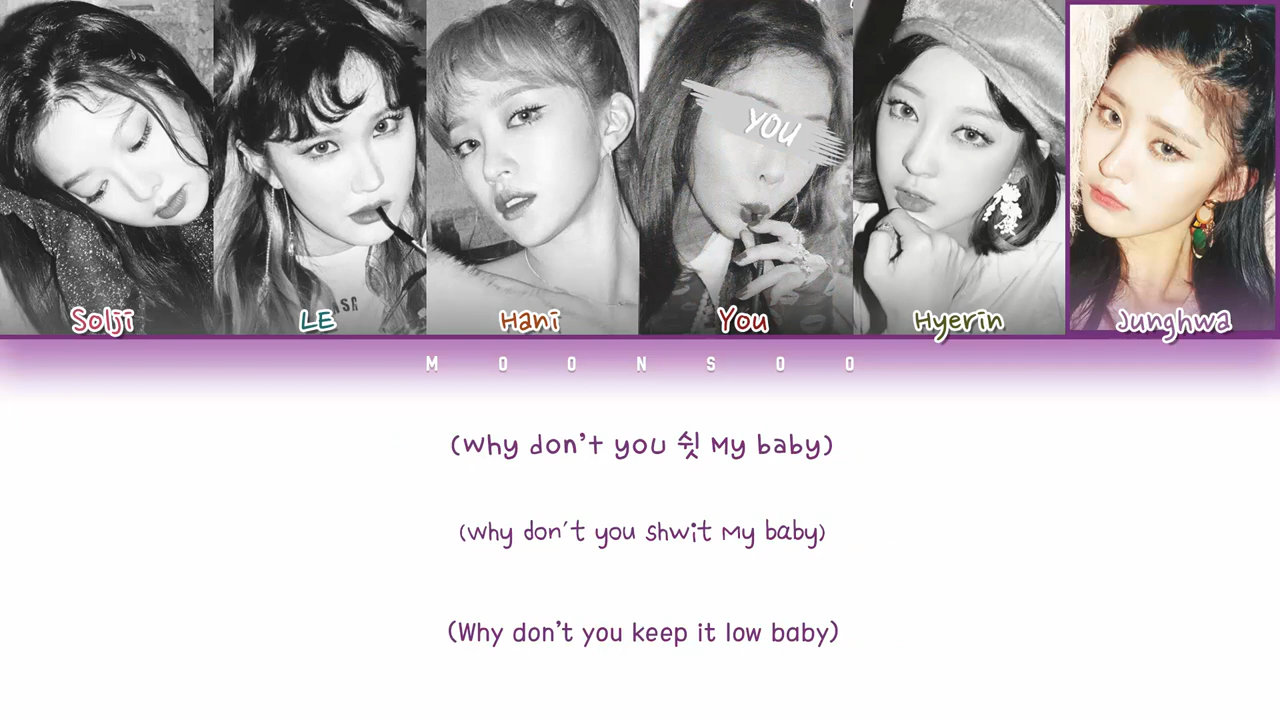 YOU
Solji LE Hani You Hyerin Junghwa
M O O N S O O
(Why don't you 쉿 My baby)
(Why don't you shwit My baby)
(Why don't you keep it low baby)